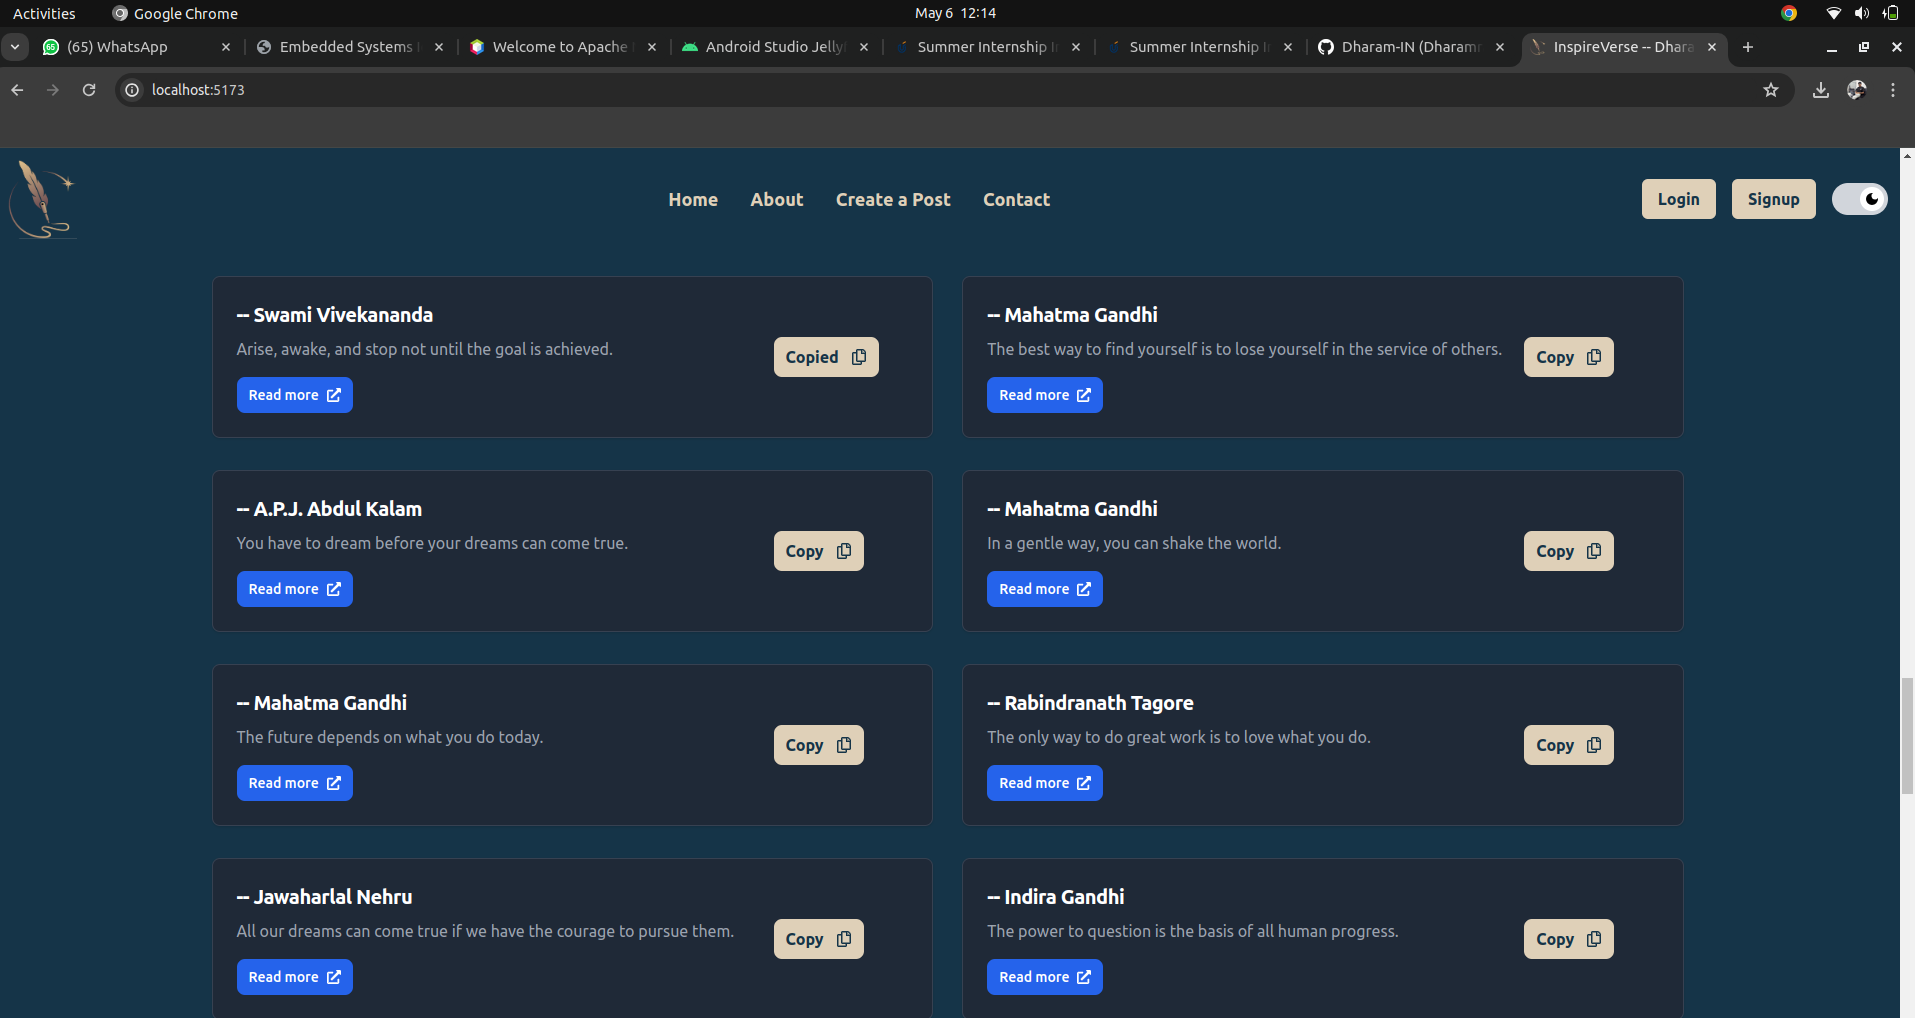 Activities Google Chrome May 6 12:14
(65) WhatsApp Embedded Systems Welcome to Apache Android Studio Jelly Summer Internship Summer Internship Dharam-IN (Dharam InspireVerse -- Dhara
localhost:5173
Home About Create a Post Contact Login Signup
-- Swami Vivekananda
Arise, awake, and stop not until the goal is achieved.
Copied
Read more
-- Mahatma Gandhi
The best way to find yourself is to lose yourself in the service of others.
Copy
Read more
-- A.P.J. Abdul Kalam
You have to dream before your dreams can come true.
Copy
Read more
-- Mahatma Gandhi
In a gentle way, you can shake the world.
Copy
Read more
-- Mahatma Gandhi
The future depends on what you do today.
Copy
Read more
-- Rabindranath Tagore
The only way to do great work is to love what you do.
Copy
Read more
-- Jawaharlal Nehru
All our dreams can come true if we have the courage to pursue them.
Copy
Read more
-- Indira Gandhi
The power to question is the basis of all human progress.
Copy
Read more